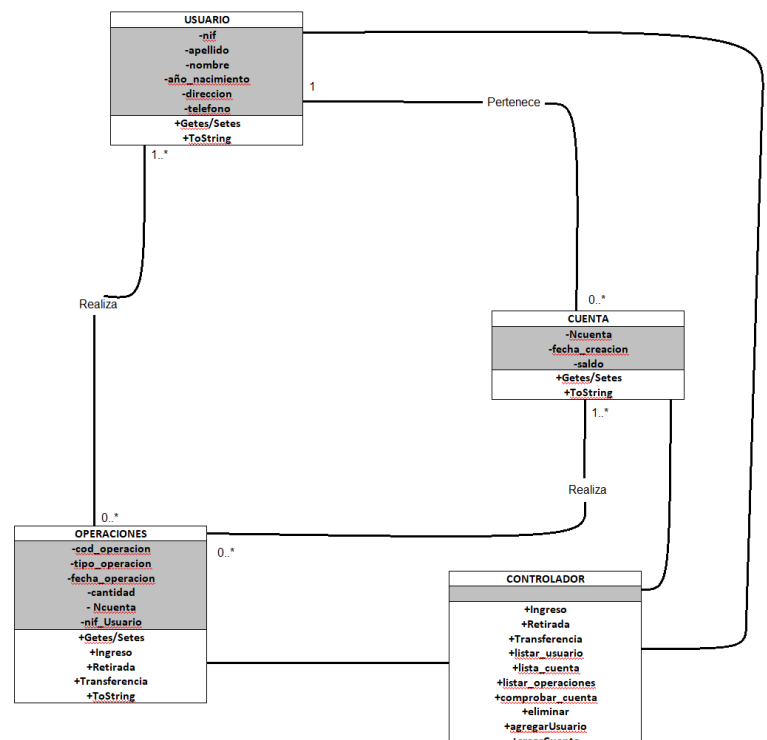 USUARIO
-nif
-apellido
-nombre
-año_nacimiento
-direccion
-telefono
+Getes/Setes
+ToString
1
Pertenece
1..*
Realiza
0..*
CUENTA
-Ncuenta
-fecha_creacion
-saldo
+Getes/Setes
+ToString
1..*
Realiza
0..*
OPERACIONES
0..*
-cod_operacion
-tipo_operacion
-fecha_operacion
-cantidad
- Ncuenta
-nif_Usuario
+Getes/Setes
+Ingreso
+Retirada
+Transferencia
+ToString
CONTROLADOR
+Ingreso
+Retirada
+Transferencia
+listar_usuario
+lista_cuenta
+listar_operaciones
+comprobar_cuenta
+eliminar
+agregarUsuario